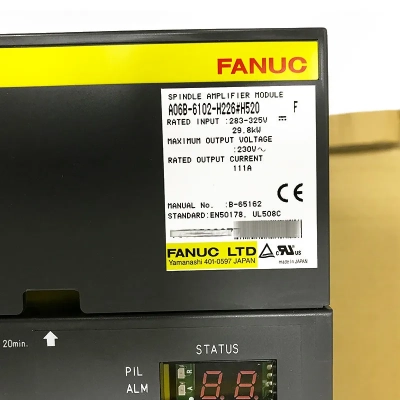 FANUC
SPINDLE AMPLIFIER MODULE
A06B-6102-H226#H520 F
RATED INPUT :283-325V ⎓
29.8kW
MAXIMUM OUTPUT VOLTAGE
:230V~
RATED OUTPUT CURRENT
111A
MANUAL No. :B-65162
STANDARD:EN50178, UL508C
CE
FANUC LTD
Yamanashi 401-0597 JAPAN
c UL US
MADE IN JAPAN
20min.
STATUS
PIL
ALM